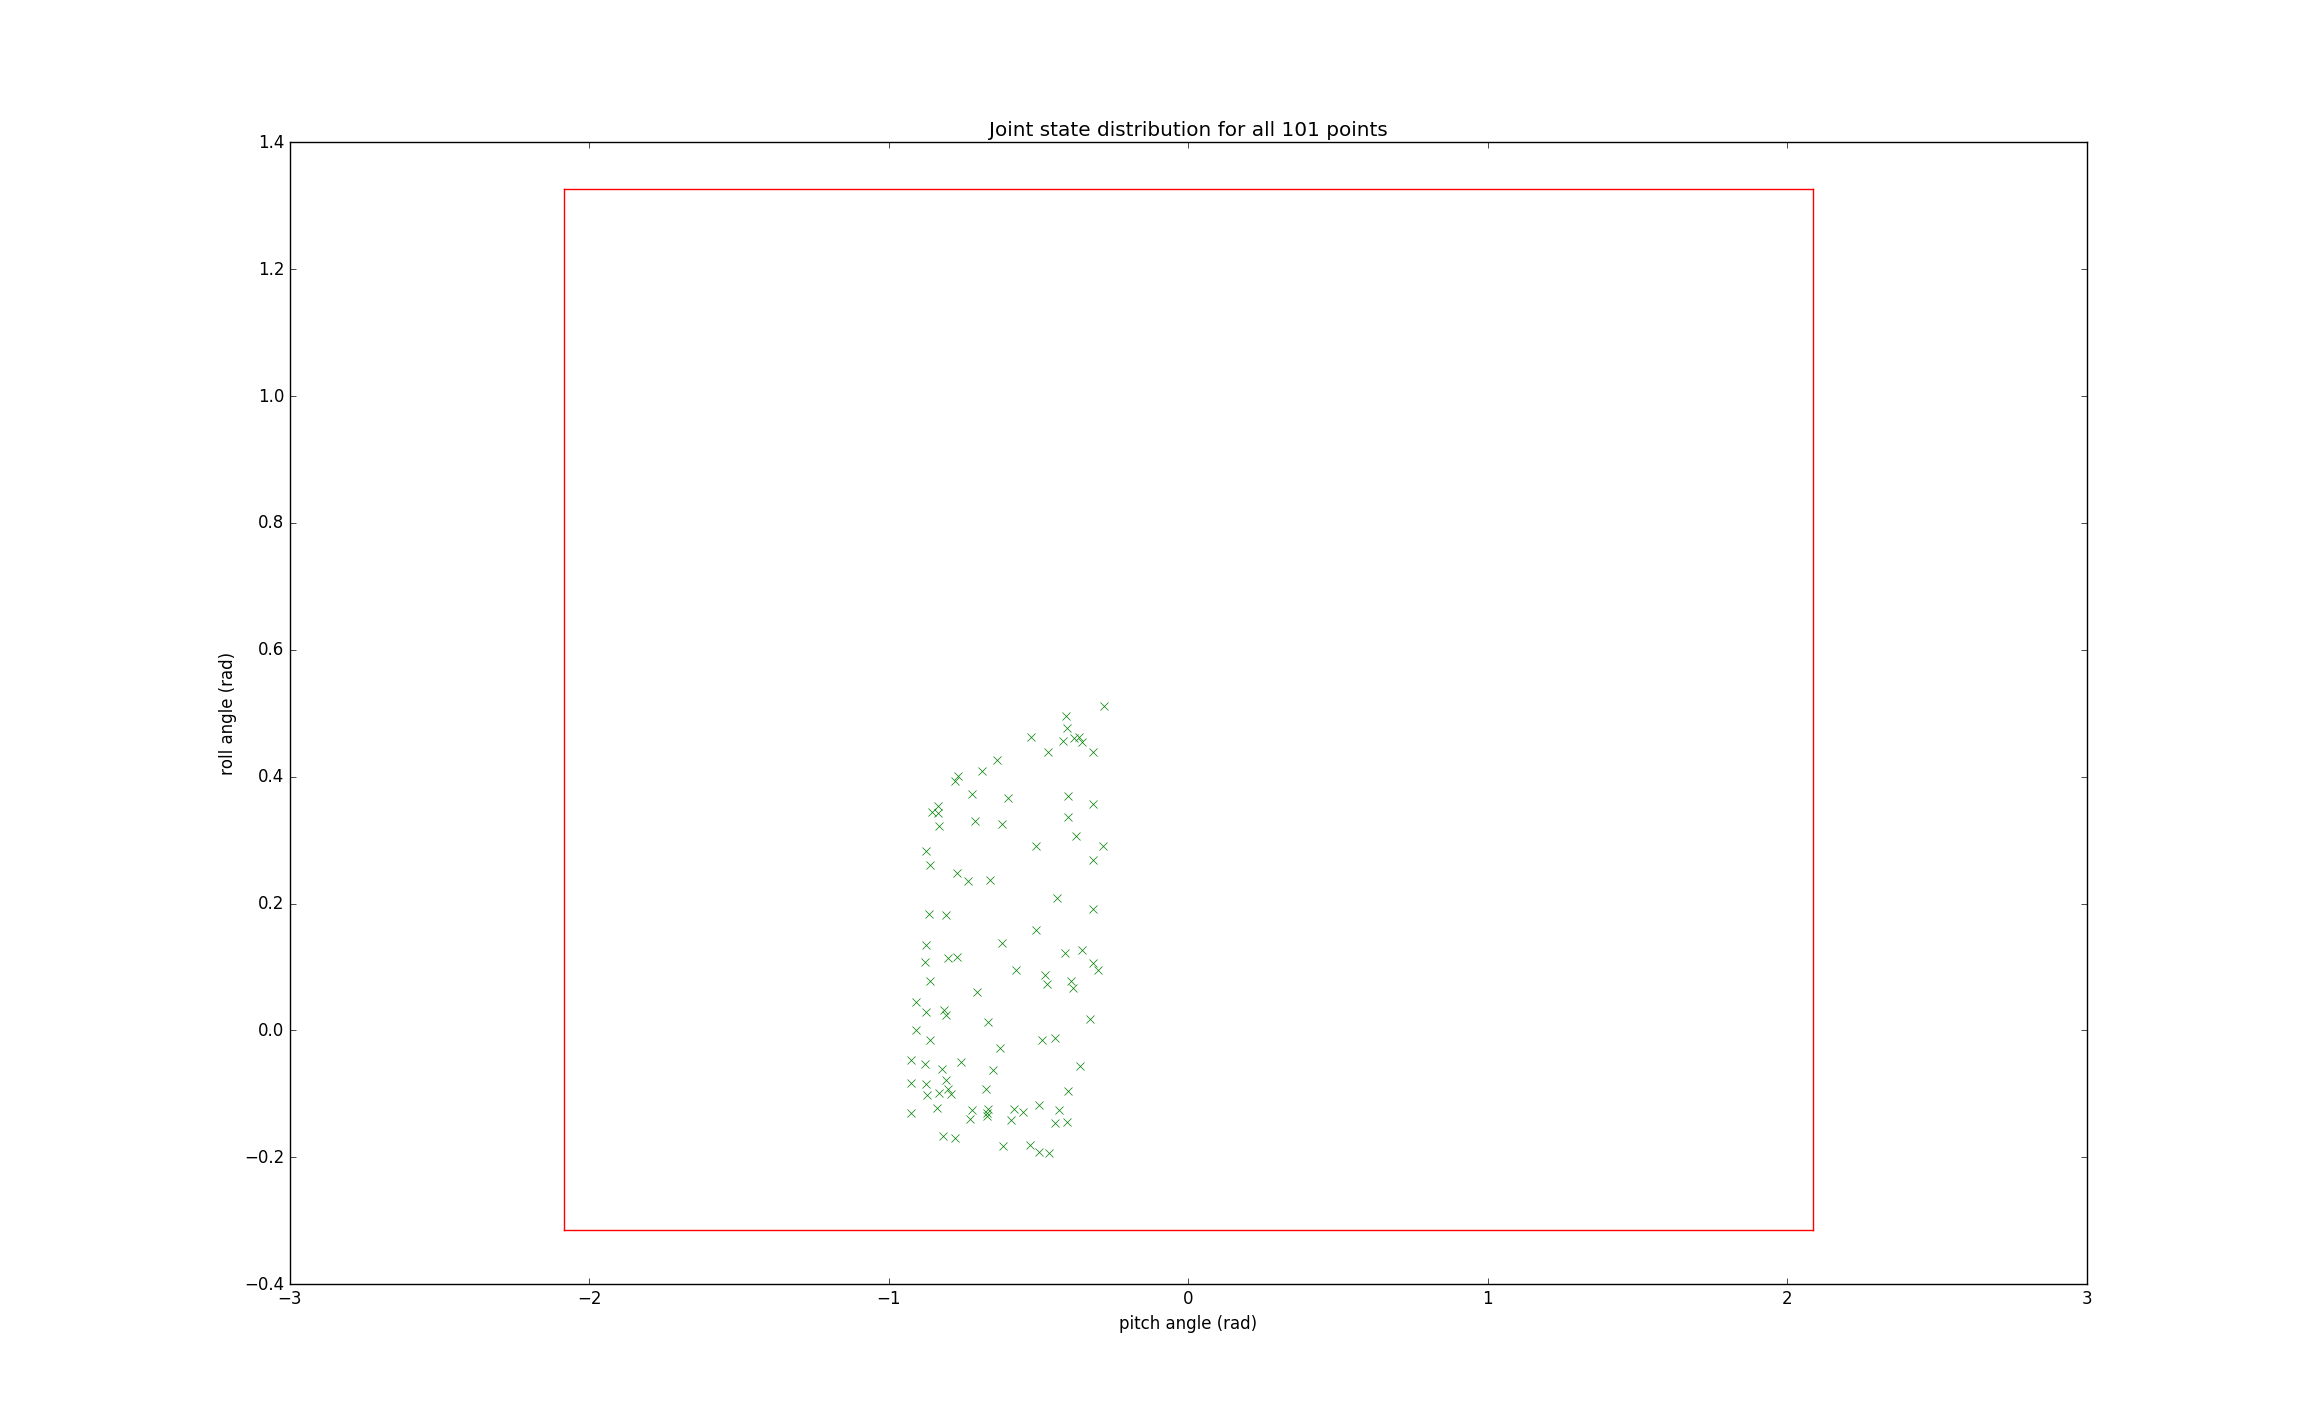 Joint state distribution for all 101 points
1.4
1.2
1.0
0.8
0.6
0.4
0.2
0.0
−0.2
−0.4
roll angle (rad)
−3 −2 −1 0 1 2 3
pitch angle (rad)